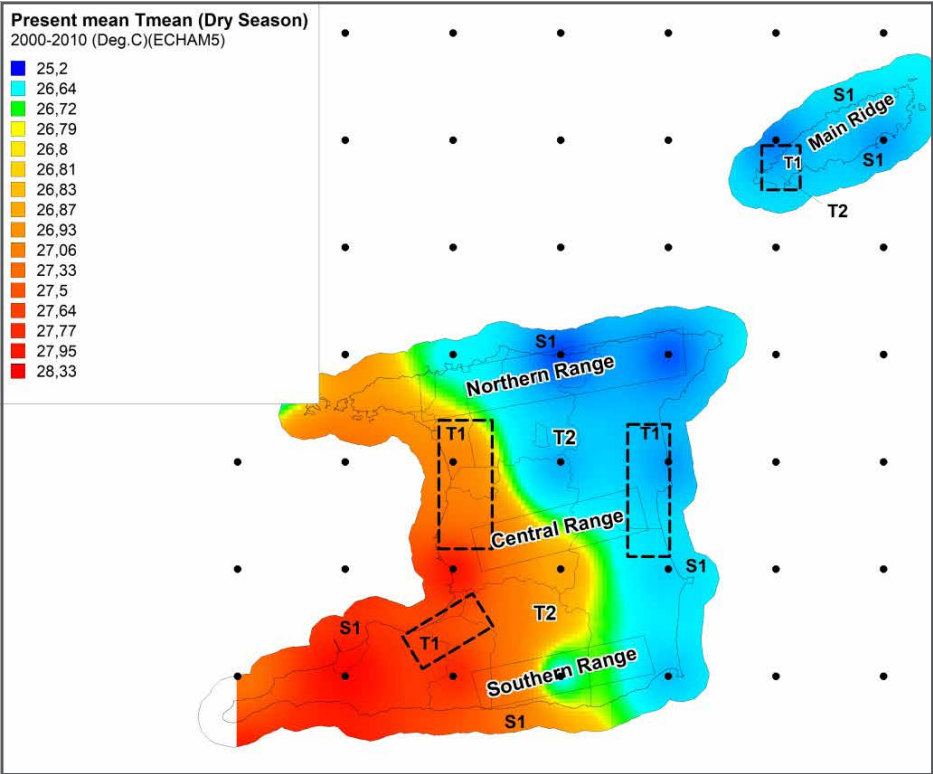 Present mean Tmean (Dry Season)
2000-2010 (Deg.C)(ECHAM5)
25,2
26,64
26,72
26,79
26,8
26,81
26,83
26,87
26,93
27,06
27,33
27,5
27,64
27,77
27,95
28,33
S1
Main Ridge
T1
S1
T2
S1
Northern Range
T1
T2
T1
Central Range
S1
T2
S1
T1
Southern Range
S1